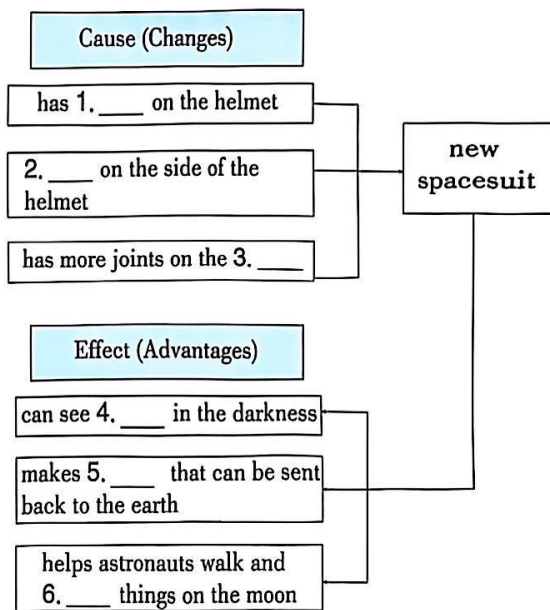 Cause (Changes)
has 1. ____ on the helmet
2. ____ on the side of the
helmet
has more joints on the 3. ____
new
spacesuit
Effect (Advantages)
can see 4. ____ in the darkness
makes 5. ____ that can be sent
back to the earth
helps astronauts walk and
6. ____ things on the moon